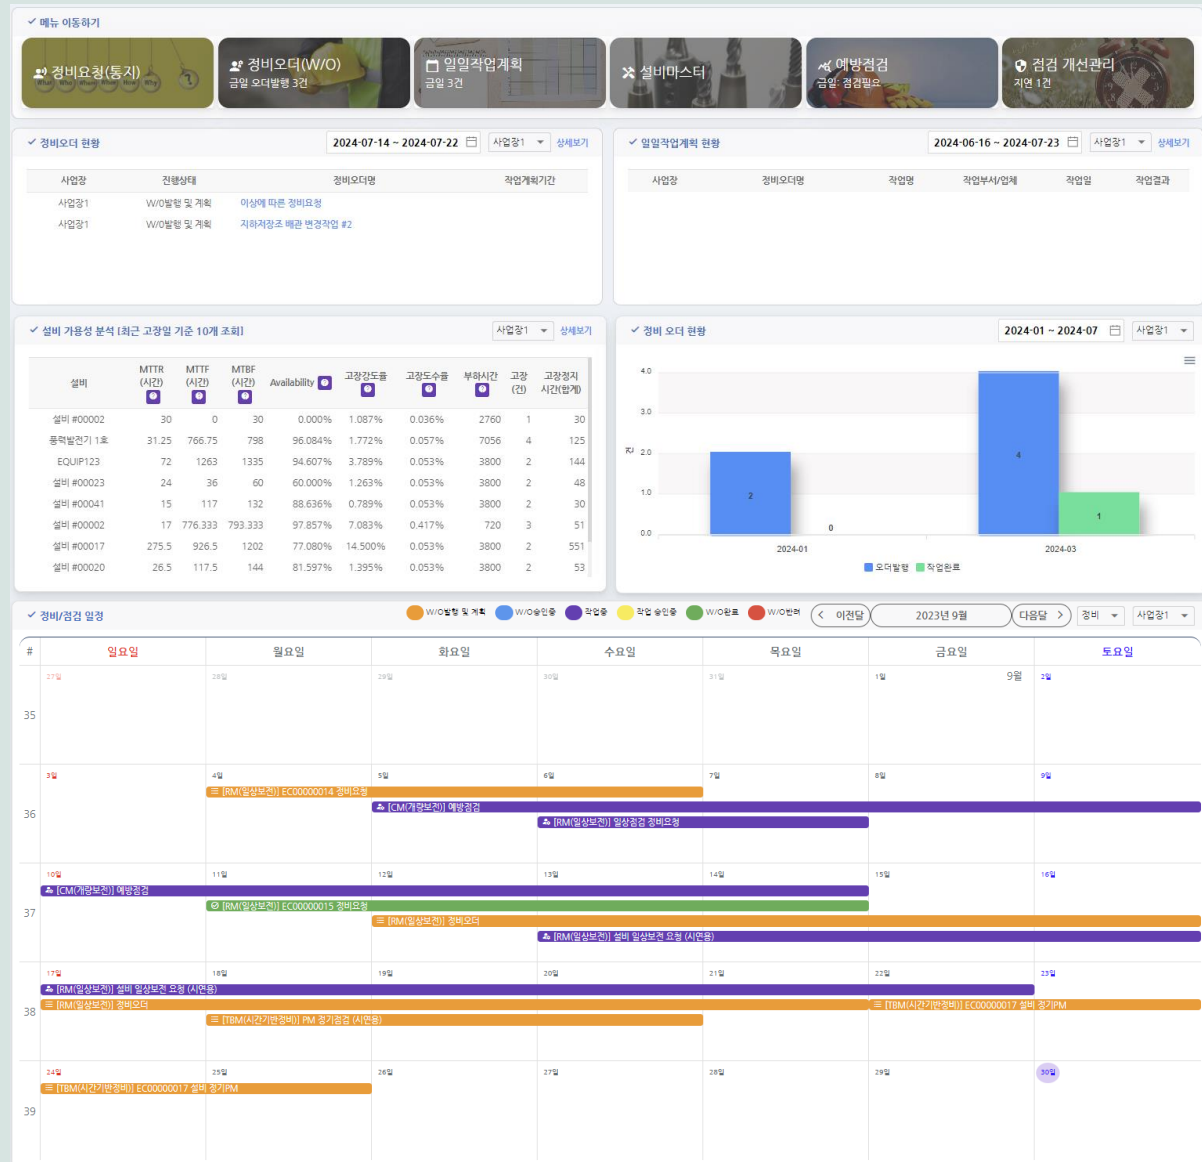 메뉴 이동하기
정비요청(통지)
정비오더(W/O)
금일 오더발행 3건
일일작업계획
금일 3건
설비마스터
예방점검
금일: 점검필요
점검 개선관리
지연 1건
정비오더 현황
2024-07-14 ~ 2024-07-22
사업장1
상세보기
사업장 진행상태 정비오더명 작업계획기간
사업장1 W/O발행 및 계획 이상에 따른 정비요청
사업장1 W/O발행 및 계획 지하저장조 배관 변경작업 #2
일일작업계획 현황
2024-06-16 ~ 2024-07-23
사업장1
상세보기
사업장 정비오더명 작업명 작업부서/업체 작업일 작업결과
설비 가용성 분석 [최근 고장일 기준 10개 조회]
사업장1
상세보기
설비 MTTR (시간) MTTF (시간) MTBF (시간) Availability 고장강도율 고장도수율 부하시간 고장 (건) 고장정지 시간(합계)
설비 #00002 30 0 30 0.000% 1.087% 0.036% 2760 1 30
풍력발전기 1호 31.25 766.75 798 96.084% 1.772% 0.057% 7056 4 125
EQUIP123 72 1263 1335 94.607% 3.789% 0.053% 3800 2 144
설비 #00023 24 36 60 60.000% 1.263% 0.053% 3800 2 48
설비 #00041 15 117 132 88.636% 0.789% 0.053% 3800 2 30
설비 #00002 17 776.333 793.333 97.857% 7.083% 0.417% 720 3 51
설비 #00017 275.5 926.5 1202 77.080% 14.500% 0.053% 3800 2 551
설비 #00020 26.5 117.5 144 81.597% 1.395% 0.053% 3800 2 53
정비 오더 현황
2024-01 ~ 2024-07
사업장1
4.0
3.0
건
2.0
1.0
0.0
2
0
4
1
2024-01
2024-03
오더발행 작업완료
정비/점검 일정
W/O발행 및 계획 W/O승인중 작업중 작업 승인중 W/O완료 W/O반려
이전달
2023년 9월
다음달
정비
사업장1
# 일요일 월요일 화요일 수요일 목요일 금요일 토요일
27일 28일 29일 30일 31일 1일 9월 2일
35
3일 4일 5일 6일 7일 8일 9일
[RM(일상보전)] EC00000014 정비요청
[CM(개량보전)] 예방점검
36
[RM(일상보전)] 일상점검 정비요청
10일 11일 12일 13일 14일 15일 16일
[CM(개량보전)] 예방점검
[RM(일상보전)] EC00000015 정비요청
37
[RM(일상보전)] 정비오더
[RM(일상보전)] 설비 일상보전 요청 (시연용)
17일 18일 19일 20일 21일 22일 23일
[RM(일상보전)] 설비 일상보전 요청 (시연용)
[RM(일상보전)] 정비오더
[TBM(시간기반정비)] EC00000017 설비 정기PM
38
[TBM(시간기반정비)] PM 정기점검 (시연용)
24일 25일 26일 27일 28일 29일 30일
[TBM(시간기반정비)] EC00000017 설비 정기PM
39